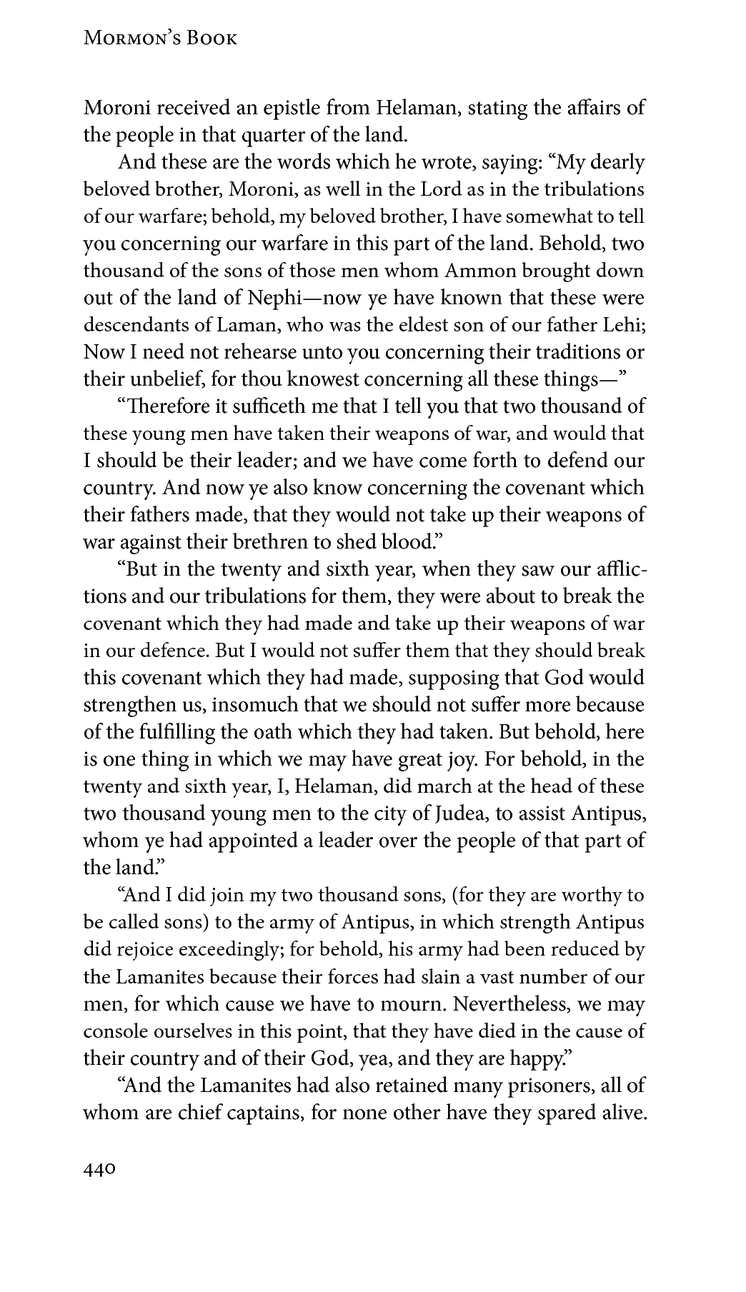 Mormon’s Book
Moroni received an epistle from Helaman, stating the affairs of
the people in that quarter of the land.
And these are the words which he wrote, saying: “My dearly
beloved brother, Moroni, as well in the Lord as in the tribulations
of our warfare; behold, my beloved brother, I have somewhat to tell
you concerning our warfare in this part of the land. Behold, two
thousand of the sons of those men whom Ammon brought down
out of the land of Nephi—now ye have known that these were
descendants of Laman, who was the eldest son of our father Lehi;
Now I need not rehearse unto you concerning their traditions or
their unbelief, for thou knowest concerning all these things—”
“Therefore it sufficeth me that I tell you that two thousand of
these young men have taken their weapons of war, and would that
I should be their leader; and we have come forth to defend our
country. And now ye also know concerning the covenant which
their fathers made, that they would not take up their weapons of
war against their brethren to shed blood.”
“But in the twenty and sixth year, when they saw our afflic-
tions and our tribulations for them, they were about to break the
covenant which they had made and take up their weapons of war
in our defence. But I would not suffer them that they should break
this covenant which they had made, supposing that God would
strengthen us, insomuch that we should not suffer more because
of the fulfilling the oath which they had taken. But behold, here
is one thing in which we may have great joy. For behold, in the
twenty and sixth year, I, Helaman, did march at the head of these
two thousand young men to the city of Judea, to assist Antipus,
whom ye had appointed a leader over the people of that part of
the land.”
“And I did join my two thousand sons, (for they are worthy to
be called sons) to the army of Antipus, in which strength Antipus
did rejoice exceedingly; for behold, his army had been reduced by
the Lamanites because their forces had slain a vast number of our
men, for which cause we have to mourn. Nevertheless, we may
console ourselves in this point, that they have died in the cause of
their country and of their God, yea, and they are happy.”
“And the Lamanites had also retained many prisoners, all of
whom are chief captains, for none other have they spared alive.
440